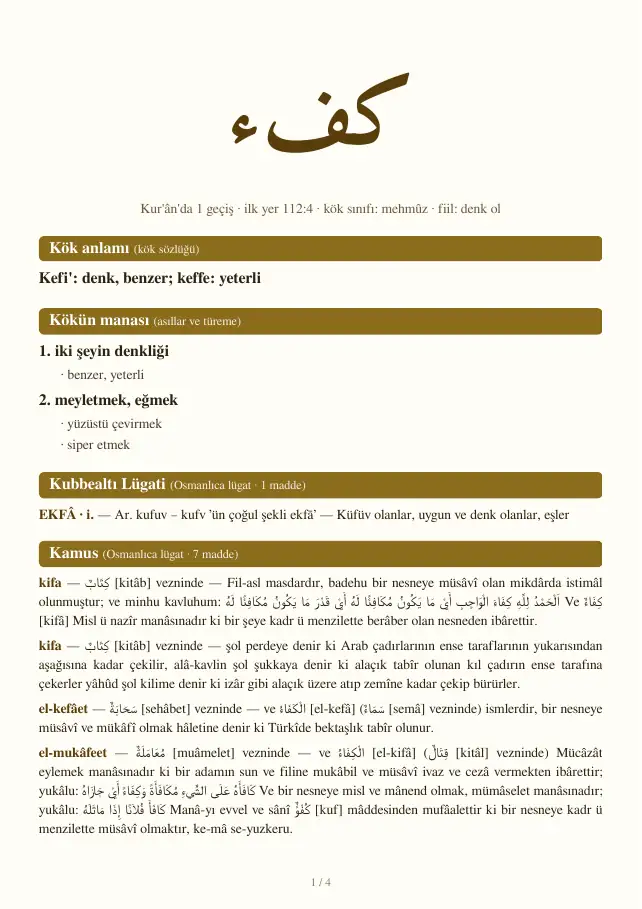 كفء
Kur'ân'da 1 geçiş · ilk yer 112:4 · kök sınıfı: mehmûz · fiil: denk ol
Kök anlamı (kök sözlüğü)
Kefi': denk, benzer; keffe: yeterli
Kökün manası (asıllar ve türeme)
1. iki şeyin denkliği
· benzer, yeterli
2. meyletmek, eğmek
· yüzüstü çevirmek
· siper etmek
Kubbealtı Lügati (Osmanlıca lügat · 1 madde)
EKFÂ · i. — Ar. kufuv – kufv 'ün çoğul şekli ekfā' — Küfüv olanlar, uygun ve denk olanlar, eşler
Kamus (Osmanlıca lügat · 7 madde)
kifa — كِتَابٌ [kitâb] vezninde — Fil-asl masdardır, badehu bir nesneye müsâvî olan mikdârda istimâl
olunmuştur; ve minhu kavluhum: اَلْحَمْدُ لِلَّهِ كِفَاءَ الْوَاجِبِ أَيْ مَا يَكُونُ مُكَافِئًا لَهُ أَيْ قَدْرَ مَا يَكُونُ مُكَافِئًا لَهُ Ve كِفَاءٌ
[kifâ] Misl ü nazîr manâsınadır ki bir şeye kadr ü menzilette berâber olan nesneden ibârettir.
kifa — كِتَابٌ [kitâb] vezninde — şol perdeye denir ki Arab çadırlarının ense taraflarının yukarısından
aşağısına kadar çekilir, alâ-kavlin şol şukkaya denir ki alaçık tabîr olunan kıl çadırın ense tarafına
çekerler yâhûd şol kilime denir ki izâr gibi alaçık üzere atıp zemîne kadar çekip bürürler.
el-kefâet — سَحَابَةٌ [sehâbet] vezninde — ve اَلْكَفَاءُ [el-kefâ] (سَمَاءٌ [semâ] vezninde) ismlerdir, bir nesneye
müsâvî ve mükâfî olmak hâletine denir ki Türkîde bektaşlık tabîr olunur.
el-mukâfeet — مُعَامَلَةٌ [muâmelet] vezninde — ve اَلْكِفَاءُ [el-kifâ] (قِتَالٌ [kitâl] vezninde) Mücâzât
eylemek manâsınadır ki bir adamın sun ve filine mukâbil ve müsâvî ivaz ve cezâ vermekten ibârettir;
yukâlu: كَافَأَهُ عَلَى الشَّيْءِ مُكَافَأَةً وَكِفَاءً أَيْ جَازَاهُ Ve bir nesneye misl ve mânend olmak, mümâselet manâsınadır;
yukâlu: كَافَأَ فُلاَنًا إِذَا مَاثَلَهُ Manâ-yı evvel ve sânî كُفُؤٌ [kuf] mâddesinden mufâalettir ki bir nesneye kadr ü
menzilette müsâvî olmaktır, ke-mâ se-yuzkeru.
1 / 4